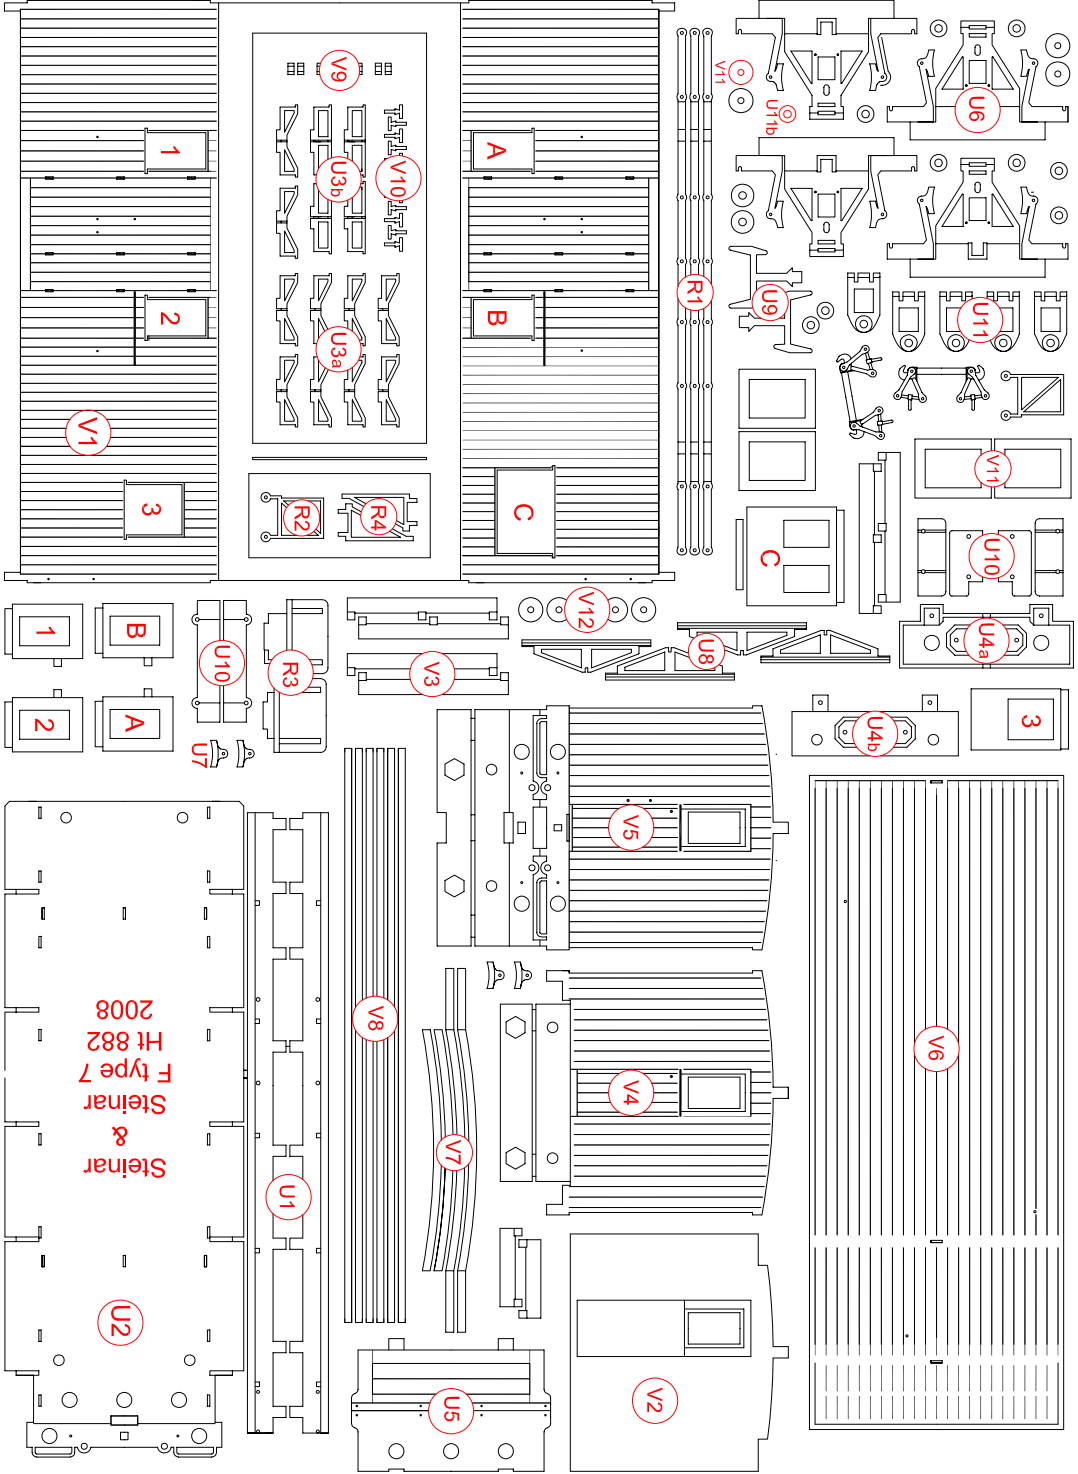 V9
V11
U11b
U6
1
A
U3b
V10
2
B
R1
U9
U11
U3a
V1
V11
3
R2
R4
C
C
U10
1
B
U10
R3
V12
V3
U8
U4a
2
A
U7
U4b
3
V5
V8
V6
Steinar
&
Steinar
F type 7
Ht 882
2008
V4
V7
U1
U2
U5
V2